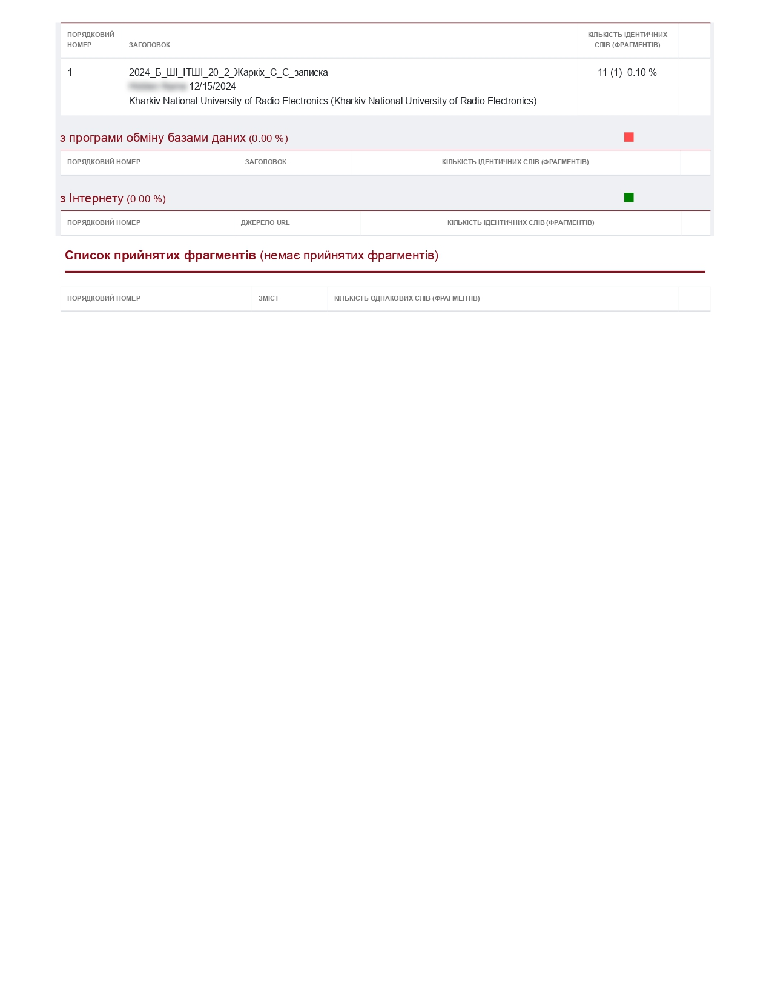 ПОРЯДКОВИЙ
НОМЕР ЗАГОЛОВОК КІЛЬКІСТЬ ІДЕНТИЧНИХ
СЛІВ (ФРАГМЕНТІВ)
1 2024_Б_ШІ_ІТШІ_20_2_Жаркіх_С_Є_записка 11 (1) 0.10 %
12/15/2024
Kharkiv National University of Radio Electronics (Kharkiv National University of Radio Electronics)
з програми обміну базами даних (0.00 %)
ПОРЯДКОВИЙ НОМЕР ЗАГОЛОВОК КІЛЬКІСТЬ ІДЕНТИЧНИХ СЛІВ (ФРАГМЕНТІВ)
з Інтернету (0.00 %)
ПОРЯДКОВИЙ НОМЕР ДЖЕРЕЛО URL КІЛЬКІСТЬ ІДЕНТИЧНИХ СЛІВ (ФРАГМЕНТІВ)
Список прийнятих фрагментів (немає прийнятих фрагментів)
ПОРЯДКОВИЙ НОМЕР ЗМІСТ КІЛЬКІСТЬ ОДНАКОВИХ СЛІВ (ФРАГМЕНТІВ)